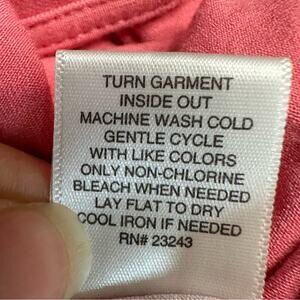 TURN GARMENT
INSIDE OUT
MACHINE WASH COLD
GENTLE CYCLE
WITH LIKE COLORS
ONLY NON-CHLORINE
BLEACH WHEN NEEDED
LAY FLAT TO DRY
COOL IRON IF NEEDED
RN# 23243